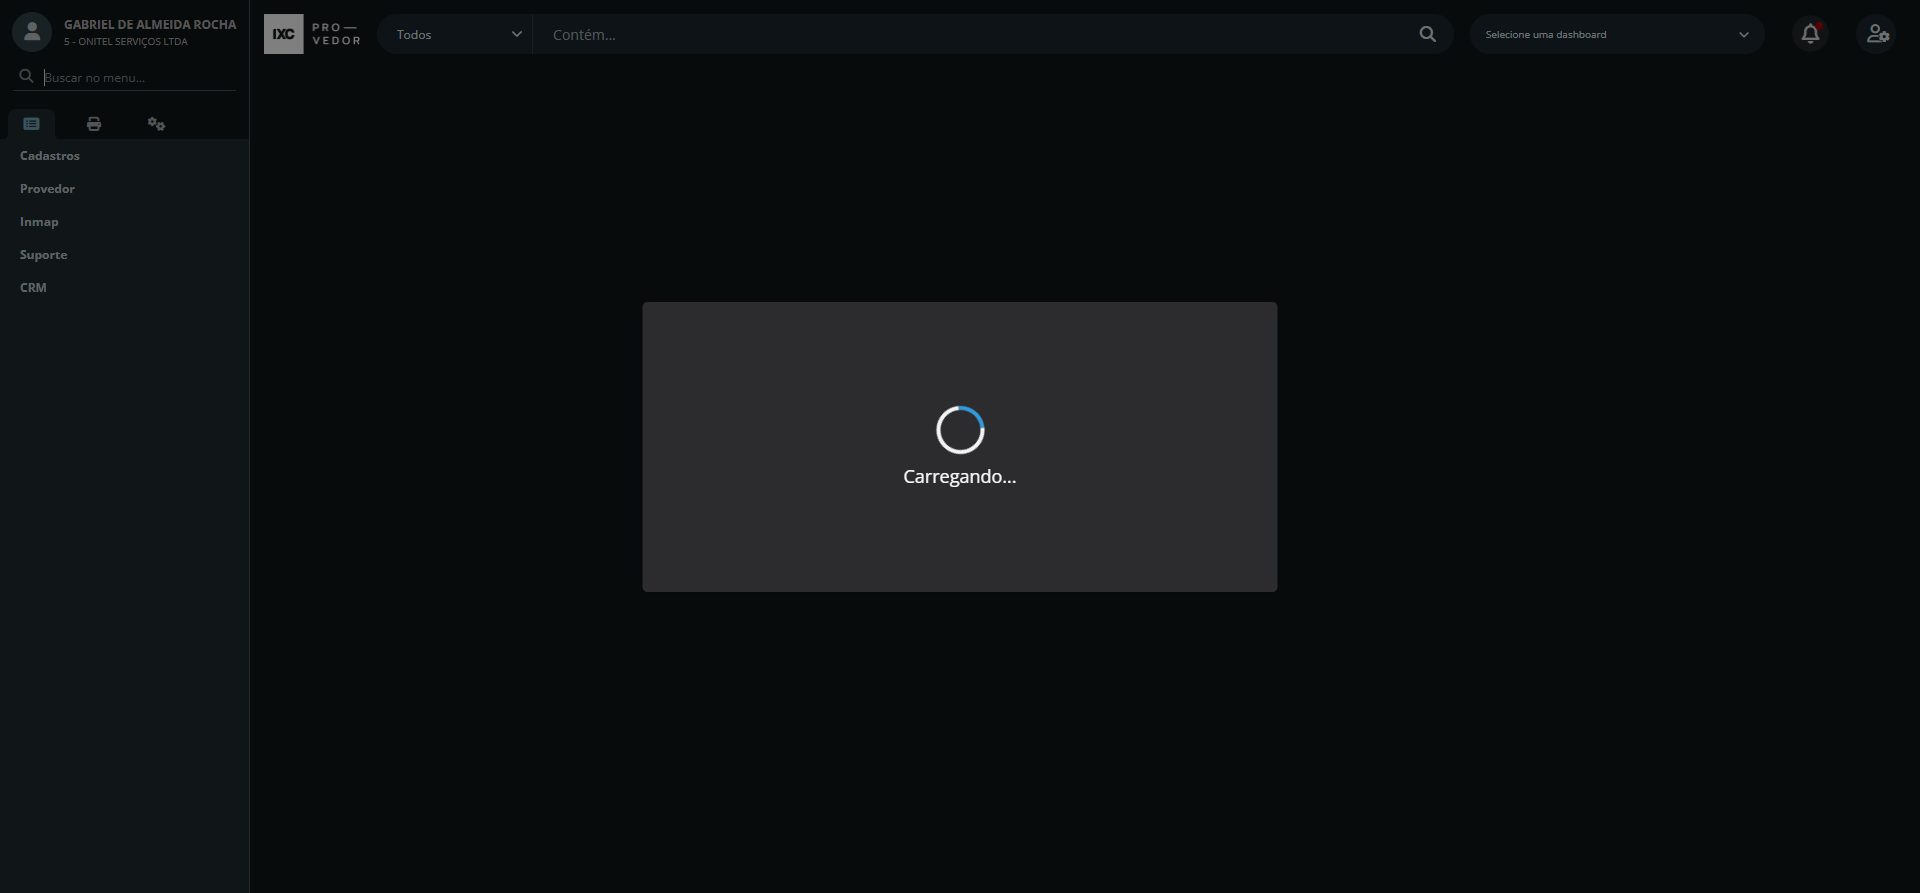 GABRIEL DE ALMEIDA ROCHA
5 - ONITEL SERVIÇOS LTDA
Buscar no menu...
Cadastros
Provedor
Inmap
Suporte
CRM
IXC
PRO—
VEDOR
Todos
Contém...
Selecione uma dashboard
Carregando...